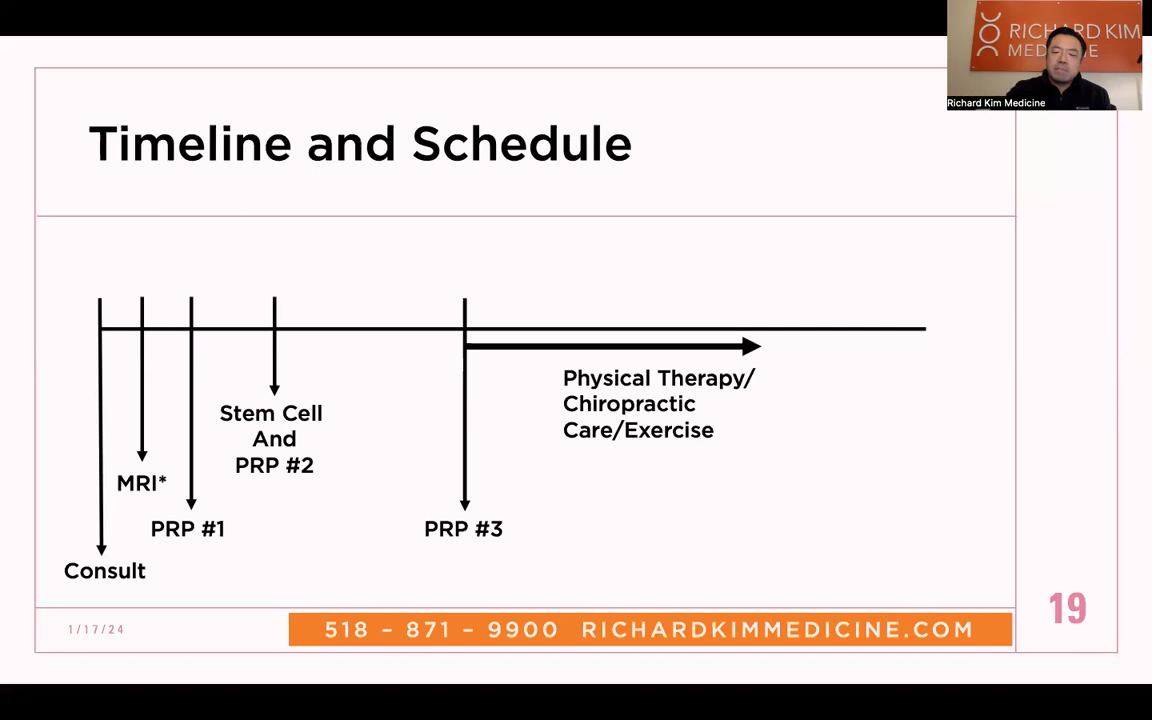 RICHARD KIM
MEDICINE
Richard Kim Medicine
Timeline and Schedule
Physical Therapy/
Chiropractic
Care/Exercise
Stem Cell
And
PRP #2
MRI*
PRP #1
PRP #3
Consult
1/17/24
518 – 871 – 9900 RICHARDKIMMEDICINE.COM
19